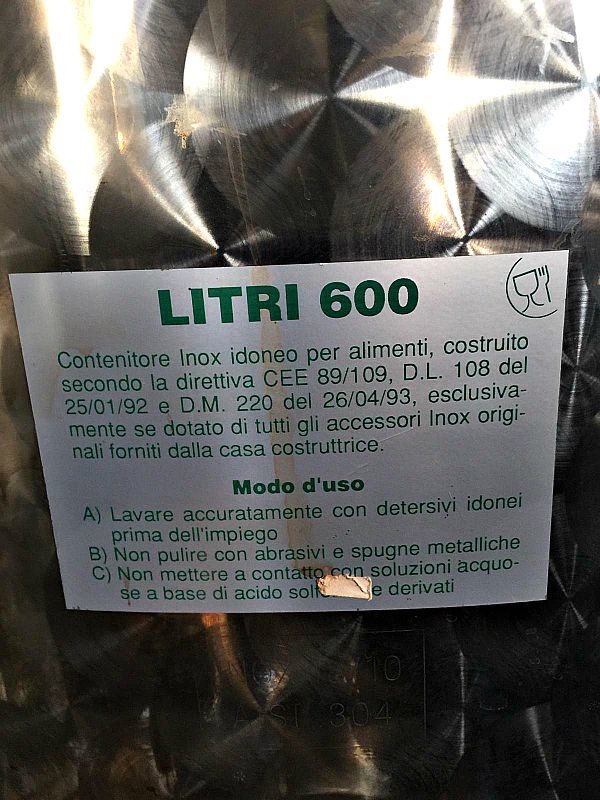 LITRI 600
Contenitore Inox idoneo per alimenti, costruito
secondo la direttiva CEE 89/109, D.L. 108 del
25/01/92 e D.M. 220 del 26/04/93, esclusiva-
mente se dotato di tutti gli accessori Inox origi-
nali forniti dalla casa costruttrice.
Modo d'uso
A) Lavare accuratamente con detersivi idonei
prima dell'impiego
B) Non pulire con abrasivi e spugne metalliche
C) Non mettere a contatto con soluzioni acquo-
se a base di acido e derivati
304